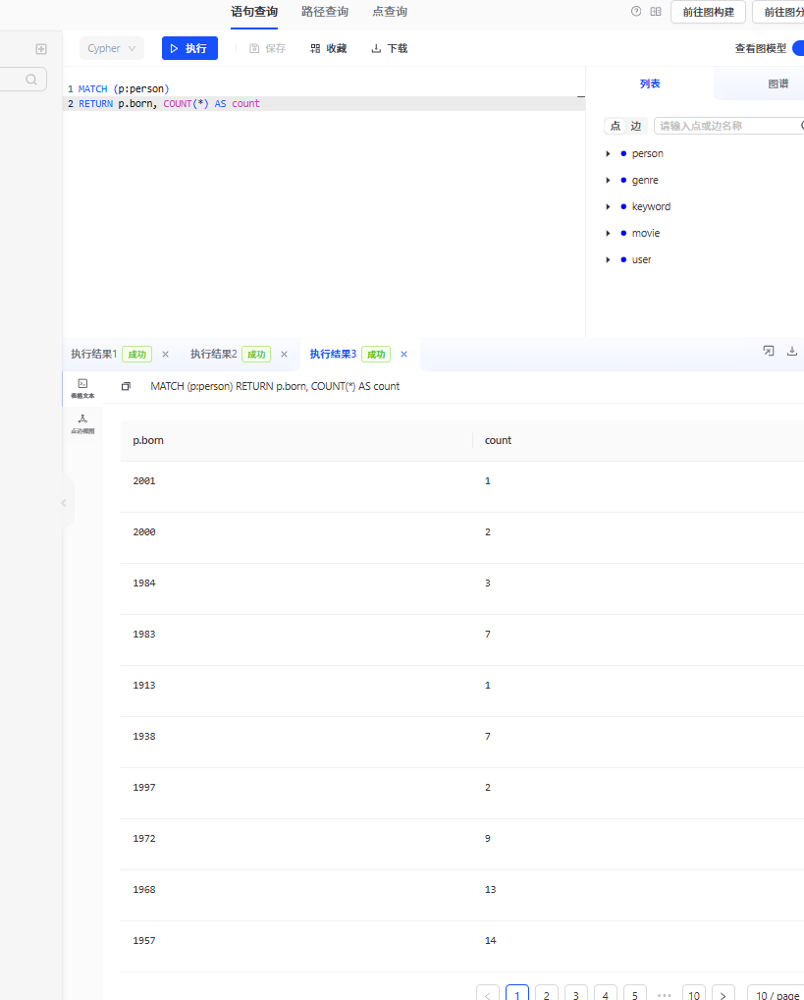 语句查询 路径查询 点查询
前往图构建 前往图分
Cypher 执行 保存 收藏 下载 查看图模型
1 MATCH (p:person)
2 RETURN p.born, COUNT(*) AS count
列表 图谱
点 边 请输入点或边名称
person
genre
keyword
movie
user
执行结果1 成功 × 执行结果2 成功 × 执行结果3 成功 ×
表格文本
MATCH (p:person) RETURN p.born, COUNT(*) AS count
点边视图
p.born count
2001 1
2000 2
1984 3
1983 7
1913 1
1938 7
1997 2
1972 9
1968 13
1957 14
< 1 2 3 4 5 ••• 10 > 10 / page